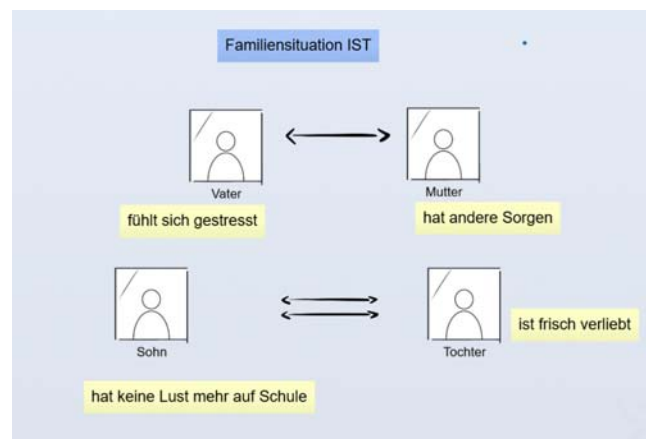 Familiensituation IST
Vater
Mutter
fühlt sich gestresst
hat andere Sorgen
Sohn
Tochter
ist frisch verliebt
hat keine Lust mehr auf Schule